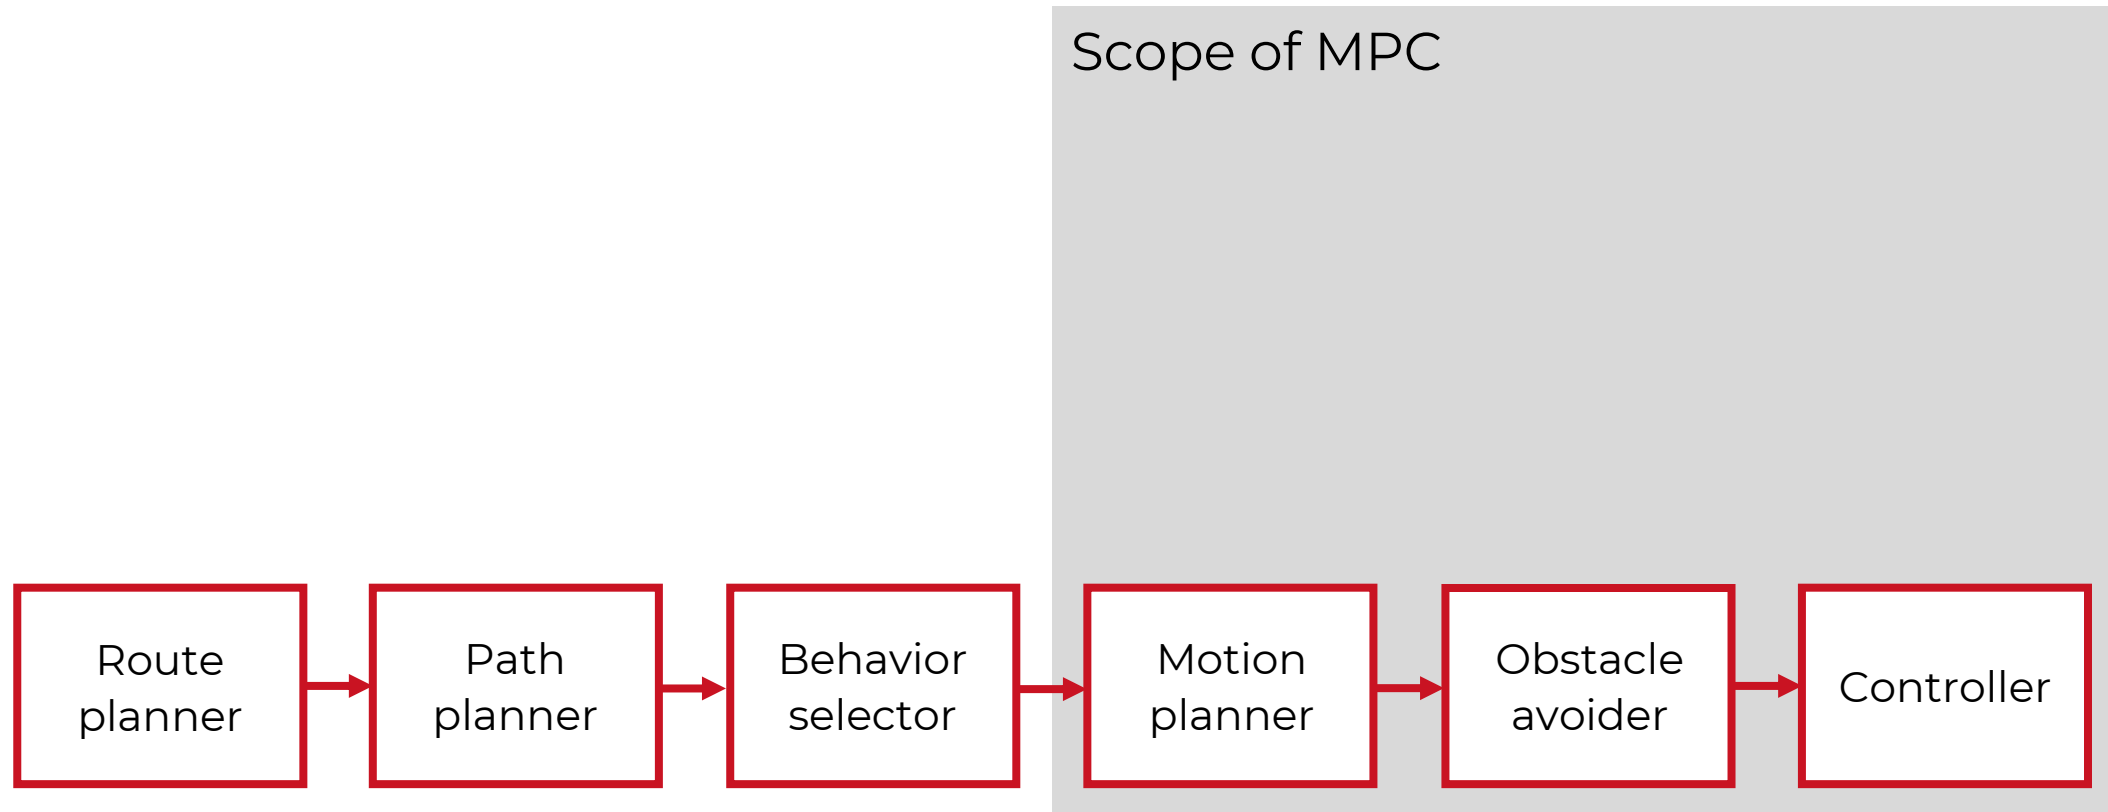 Scope of MPC
Route
planner
Path
planner
Behavior
selector
Motion
planner
Obstacle
avoider
Controller